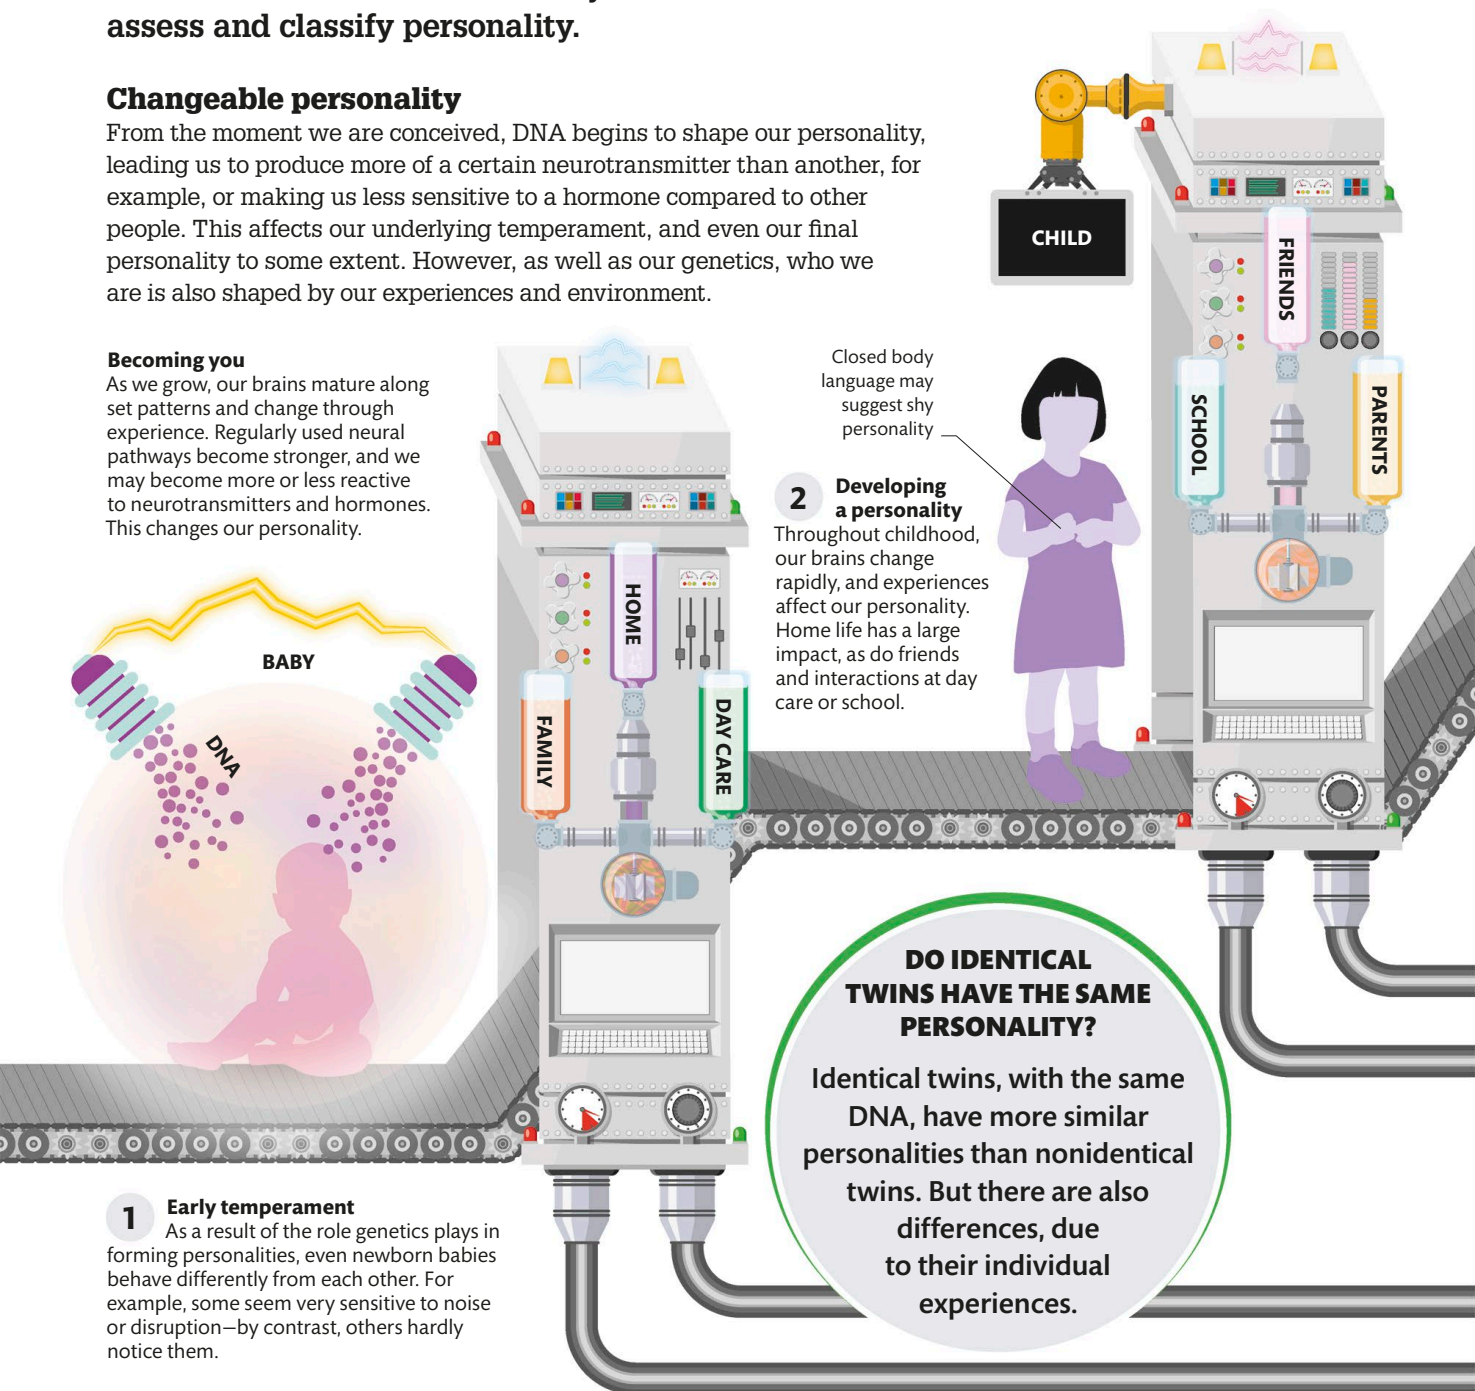 assess and classify personality.
Changeable personality
From the moment we are conceived, DNA begins to shape our personality,
leading us to produce more of a certain neurotransmitter than another, for
example, or making us less sensitive to a hormone compared to other
people. This affects our underlying temperament, and even our final
personality to some extent. However, as well as our genetics, who we
are is also shaped by our experiences and environment.
Becoming you
As we grow, our brains mature along
set patterns and change through
experience. Regularly used neural
pathways become stronger, and we
may become more or less reactive
to neurotransmitters and hormones.
This changes our personality.
BABY
DNA
FAMILY
HOME
DAY CARE
1
Early temperament
As a result of the role genetics plays in
forming personalities, even newborn babies
behave differently from each other. For
example, some seem very sensitive to noise
or disruption—by contrast, others hardly
notice them.
Closed body
language may
suggest shy
personality
2
Developing
a personality
Throughout childhood,
our brains change
rapidly, and experiences
affect our personality.
Home life has a large
impact, as do friends
and interactions at day
care or school.
CHILD
SCHOOL
FRIENDS
PARENTS
DO IDENTICAL
TWINS HAVE THE SAME
PERSONALITY?
Identical twins, with the same
DNA, have more similar
personalities than nonidentical
twins. But there are also
differences, due
to their individual
experiences.